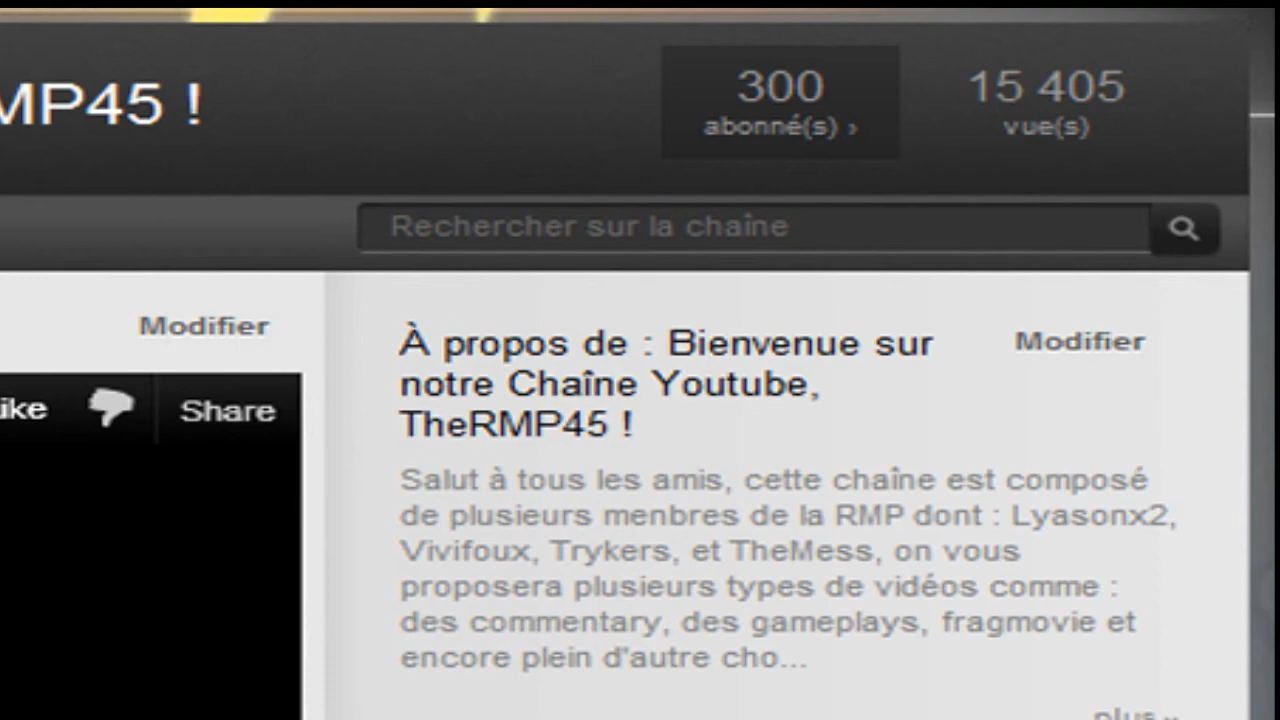 MP45 !
300
abonné(s) ›
15 405
vue(s)
Rechercher sur la chaîne
Modifier
ike
Share
À propos de : Bienvenue sur
notre Chaîne Youtube,
TheRMP45 !
Modifier
Salut à tous les amis, cette chaîne est composé
de plusieurs menbres de la RMP dont : Lyasonx2,
Vivifoux, Trykers, et TheMess, on vous
proposera plusieurs types de vidéos comme :
des commentary, des gameplays, fragmovie et
encore plein d'autre cho...
plus